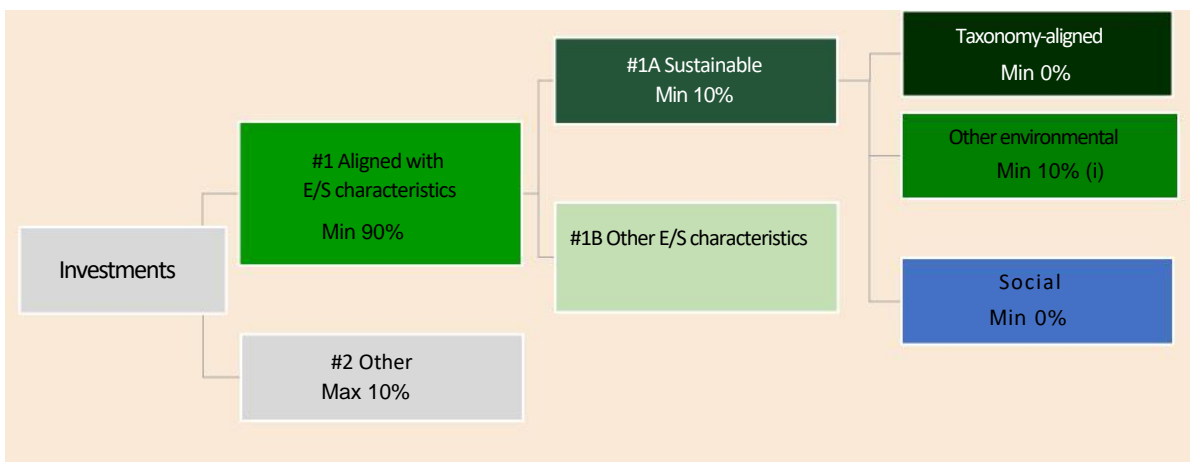 Investments
#1 Aligned with
E/S characteristics
Min 90%
#2 Other
Max 10%
#1A Sustainable
Min 10%
#1B Other E/S characteristics
Taxonomy-aligned
Min 0%
Other environmental
Min 10% (i)
Social
Min 0%